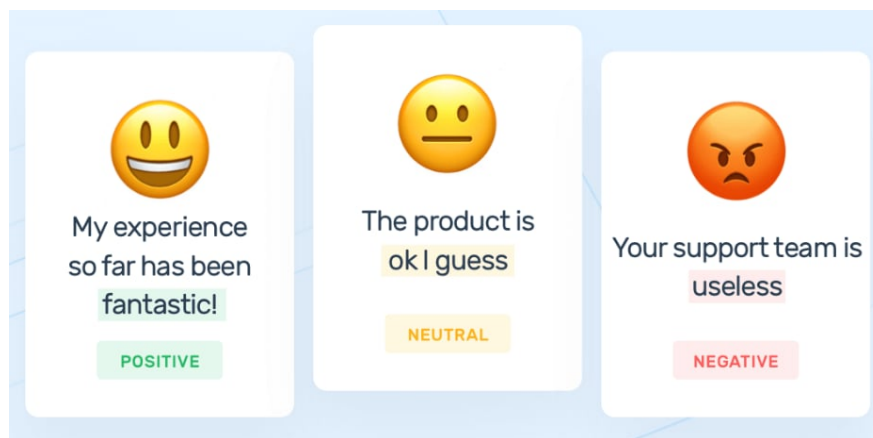 My experience
so far has been
fantastic!
POSITIVE
The product is
ok I guess
NEUTRAL
Your support team is
useless
NEGATIVE